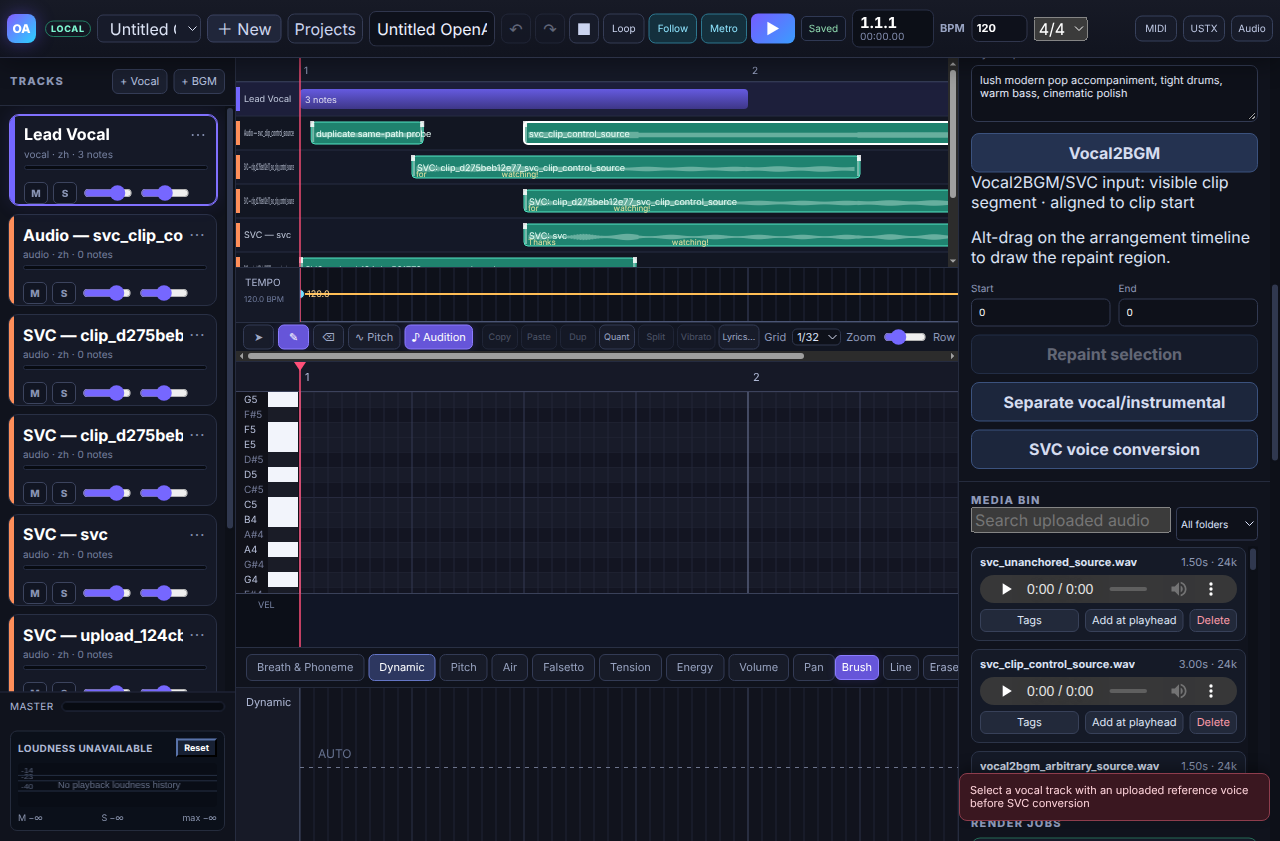 OA
LOCAL
Untitled (
+ New
Projects
Untitled OpenA
Loop
Follow
Metro
Saved
1.1.1
00:00.00
BPM
120
4/4
MIDI
USTX
Audio
TRACKS
+ Vocal
+ BGM
Lead Vocal
vocal · zh · 3 notes
M
S
Audio — svc_clip_co
audio · zh · 0 notes
M
S
SVC — clip_d275beb
audio · zh · 0 notes
M
S
SVC — clip_d275beb
audio · zh · 0 notes
M
S
SVC — svc
audio · zh · 0 notes
M
S
SVC — upload_124cb
audio · zh · 0 notes
M
S
MASTER
LOUDNESS UNAVAILABLE
Reset
-14
-23
-40
No playback loudness history
M −∞
S −∞
max −∞
1
2
Lead Vocal
3 notes
Audio — svc_clip_control_source
duplicate same-path probe
svc_clip_control_source
SVC: clip_d275beb12e77_svc_clip_control_source
for
watching!
SVC: clip_d275beb12e77_svc_clip_control_source
for
watching!
SVC — svc
SVC: svc
Thanks
watching!
TEMPO
120.0 BPM
120.0
Pitch
Audition
Copy
Paste
Dup
Quant
Split
Vibrato
Lyrics...
Grid
1/32
Zoom
Row
1
2
G5
F#5
F5
E5
D#5
D5
C#5
C5
B4
A#4
A4
G#4
G4
VEL
Breath & Phoneme
Dynamic
Pitch
Air
Falsetto
Tension
Energy
Volume
Pan
Brush
Line
Erase
Dynamic
AUTO
lush modern pop accompaniment, tight drums,
warm bass, cinematic polish
Vocal2BGM
Vocal2BGM/SVC input: visible clip
segment · aligned to clip start
Alt-drag on the arrangement timeline
to draw the repaint region.
Start
End
0
0
Repaint selection
Separate vocal/instrumental
SVC voice conversion
MEDIA BIN
Search uploaded audio
All folders
svc_unanchored_source.wav
1.50s · 24k
0:00 / 0:00
Tags
Add at playhead
Delete
svc_clip_control_source.wav
3.00s · 24k
0:00 / 0:00
Tags
Add at playhead
Delete
vocal2bgm_arbitrary_source.wav
1.50s · 24k
Select a vocal track with an uploaded reference voice
before SVC conversion
RENDER JOBS